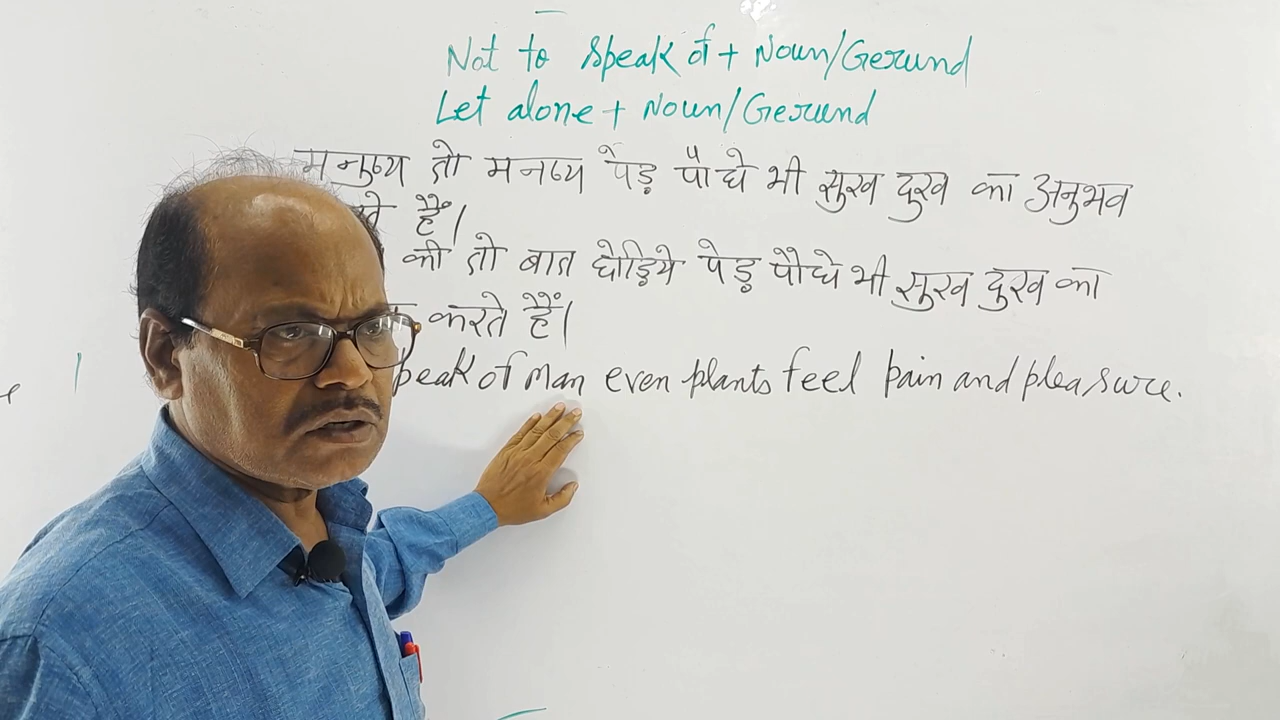 Not to speak of + Noun/Gerund
Let alone + Noun/Gerund
मनुष्य तो मनष्य पेड़ पौधे भी सुख दुख का अनुभव
हैं।
की तो बात छोड़िये पेड़ पौधे भी सुख दुख का
करते हैं।
peak of man even plants feel pain and pleasure.